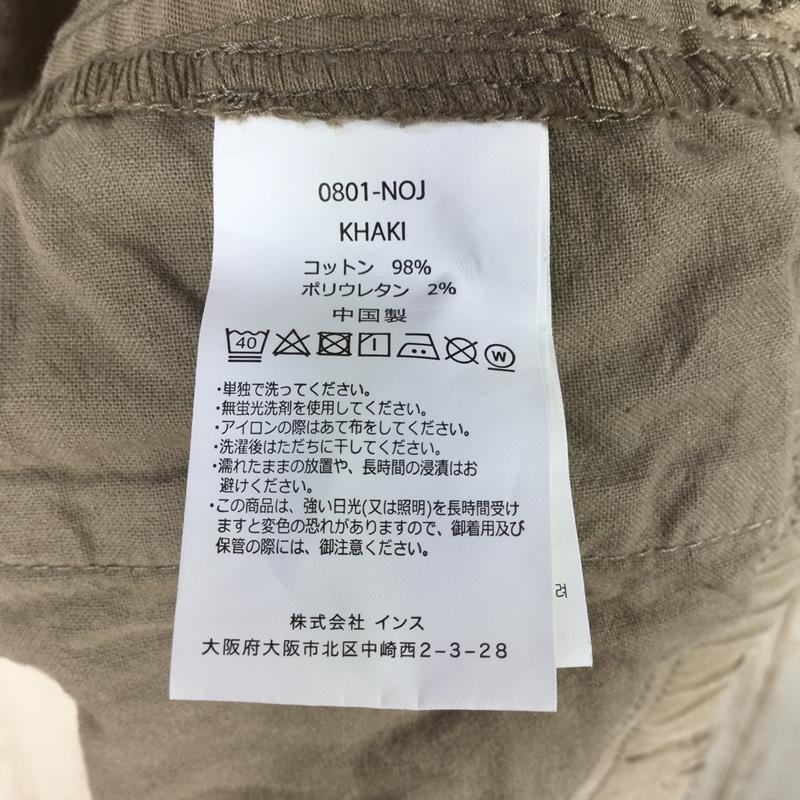 0801-NOJ
KHAKI
コットン 98%
ポリウレタン 2%
中国製
40
W
・単独で洗ってください。
・無蛍光洗剤を使用してください。
・アイロンの際はあて布をしてください。
・洗濯後はただちに干してください。
・濡れたままの放置や、長時間の浸漬はお
避けください。
・この商品は、強い日光(又は照明)を長時間受け
ますと変色の恐れがありますので、御着用及び
保管の際には、御注意ください。
려
株式会社 インス
大阪府大阪市北区中崎西2-3-28